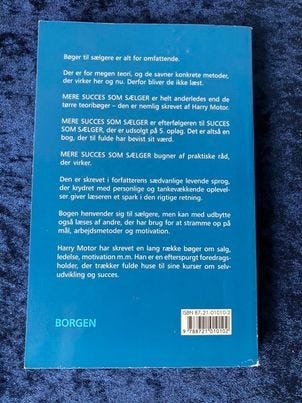 Bøger til sælgere er alt for omfattende.
Der er for megen teori, og de savner konkrete metoder,
der virker her og nu. Derfor bliver de ikke læst.
MERE SUCCES SOM SÆLGER er helt anderledes end de
tørre teoribøger – den er nemlig skrevet af Harry Motor.
MERE SUCCES SOM SÆLGER er efterfølgeren til SUCCES
SOM SÆLGER, der er udsolgt på 5. oplag. Det er altså en
bog, der til fulde har bevist sit værd.
MERE SUCCES SOM SÆLGER bugner af praktiske råd,
der virker.
Den er skrevet i forfatterens sædvanlige levende sprog,
der krydret med personlige og tankevækkende oplevel-
ser giver læseren et spark i den rigtige retning.
Bogen henvender sig til sælgere, men kan med udbytte
også læses af andre, der har brug for at stramme op på
mål, arbejdsmetoder og motivation.
Harry Motor har skrevet en lang række bøger om salg,
ledelse, motivation m.m. Han er en efterspurgt foredrags-
holder, der trækker fulde huse til sine kurser om selv-
udvikling og succes.
ISBN 87-21-01010-2
BORGEN
9 788721 010102